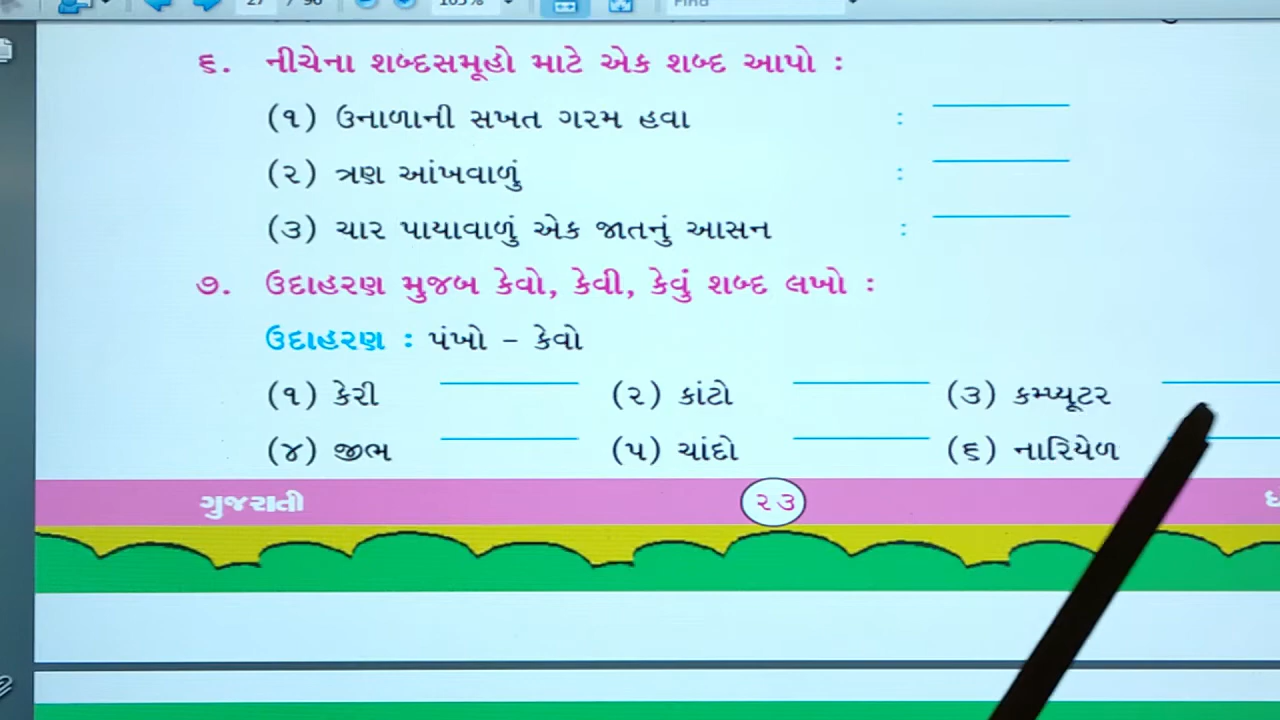 ૬. નીચેના શબ્દસમૂહો માટે એક શબ્દ આપો :
(૧) ઉનાળાની સખત ગરમ હવા :
(૨) ત્રણ આંખવાળું :
(૩) ચાર પાયાવાળું એક જાતનું આસન :
૭. ઉદાહરણ મુજબ કેવો, કેવી, કેવું શબ્દ લખો :
ઉદાહરણ : પંખો – કેવો
(૧) કેરી (૨) કાંટો (૩) કમ્પ્યૂટર
(૪) જીભ (૫) ચાંદો (૬) નારિયેળ
ગુજરાતી ૨૩